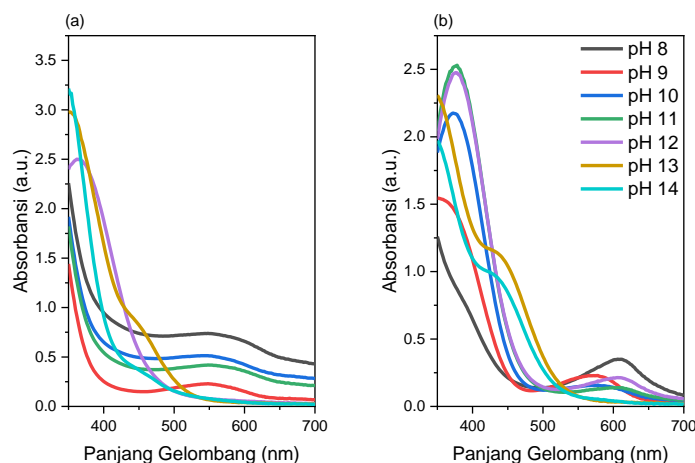 (a)
Absorbansi (a.u.)
3.5
3.0
2.5
2.0
1.5
1.0
0.5
0.0
400
500
600
700
Panjang Gelombang (nm)
(b)
Absorbansi (a.u.)
2.5
2.0
1.5
1.0
0.5
0.0
400
500
600
700
Panjang Gelombang (nm)
pH 8
pH 9
pH 10
pH 11
pH 12
pH 13
pH 14